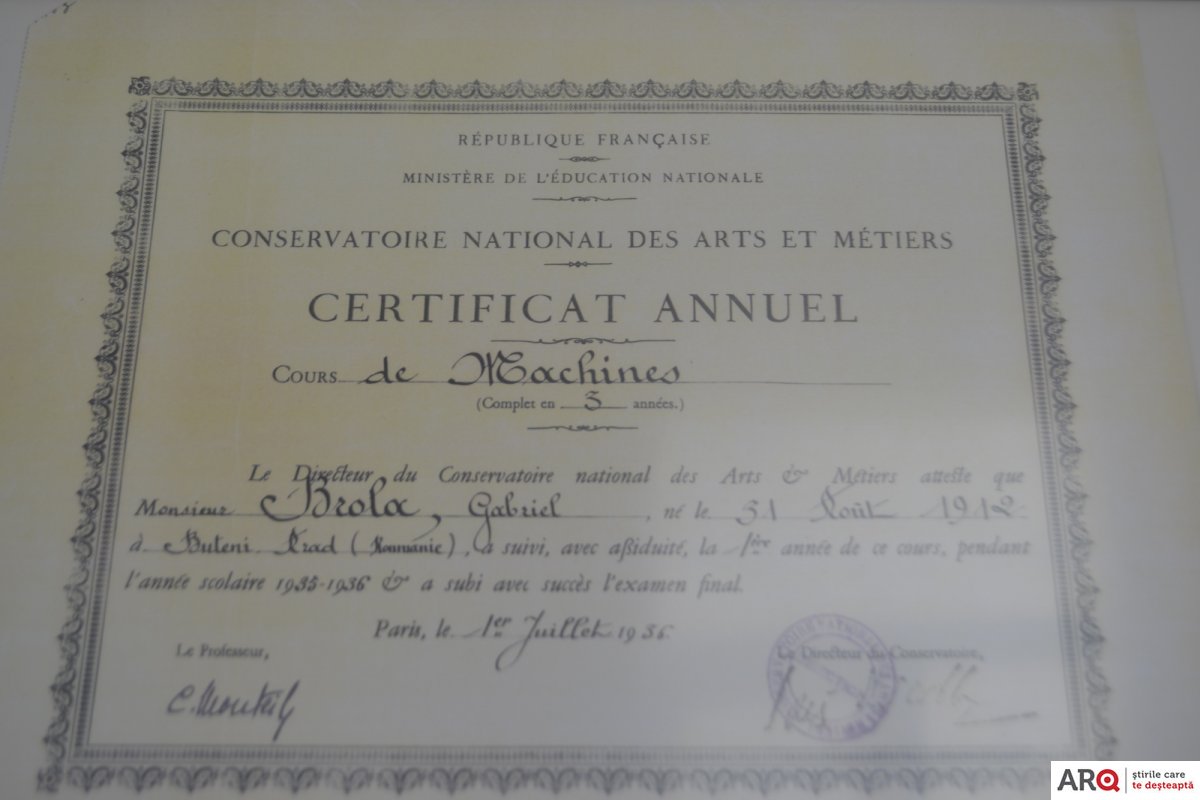 RÉPUBLIQUE FRANÇAISE
MINISTÈRE DE L'ÉDUCATION NATIONALE
CONSERVATOIRE NATIONAL DES ARTS ET MÉTIERS
CERTIFICAT ANNUEL
COURS de Machines
(Complet en 3 années.)
Le Directeur du Conservatoire national des Arts & Métiers atteste que
Monsieur Brola, Gabriel, né le 31 Août 1912
à Buteni Arad (Roumanie), a suivi, avec assiduité, la 1ère année de ce cours, pendant
l'année scolaire 1935-1936 & a subi avec succès l'examen final.
Paris, le 1er Juillet 1936
Le Professeur,
Le Directeur du Conservatoire,
ARQ știrile care
te deșteaptă